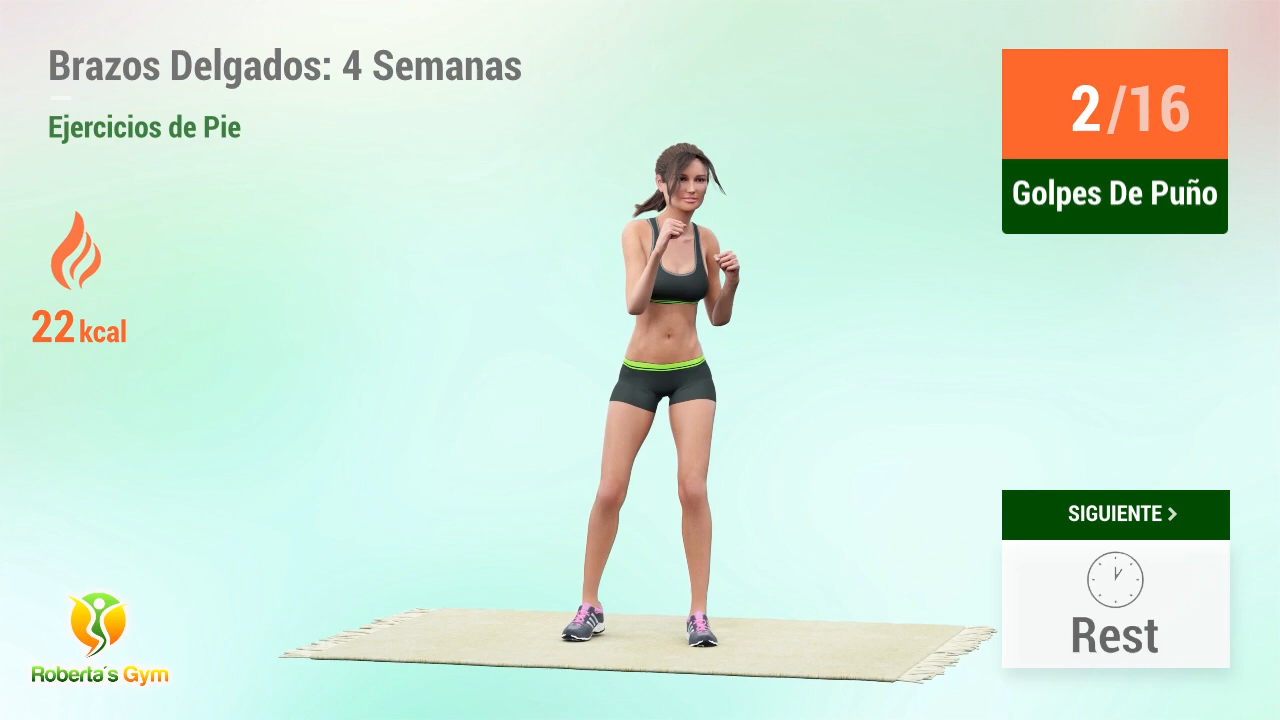 Brazos Delgados: 4 Semanas
Ejercicios de Pie
2/16
Golpes De Puño
22 kcal
SIGUIENTE >
Rest
Roberta´s Gym